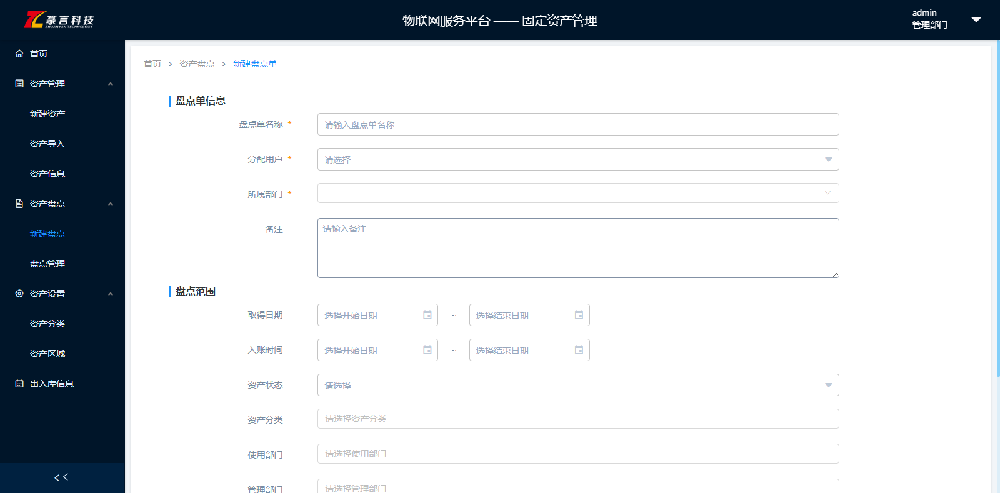 篆言科技
ZHUANYAN TECHNOLOGY
物联网服务平台 —— 固定资产管理
admin
管理部门
首页
资产管理
新建资产
资产导入
资产信息
资产盘点
新建盘点
盘点管理
资产设置
资产分类
资产区域
出入库信息
<<
首页 > 资产盘点 > 新建盘点单
盘点单信息
盘点单名称 * 请输入盘点单名称
分配用户 * 请选择
所属部门 *
备注 请输入备注
盘点范围
取得日期 选择开始日期 ~ 选择结束日期
入账时间 选择开始日期 ~ 选择结束日期
资产状态 请选择
资产分类 请选择资产分类
使用部门 请选择使用部门
管理部门 请选择管理部门